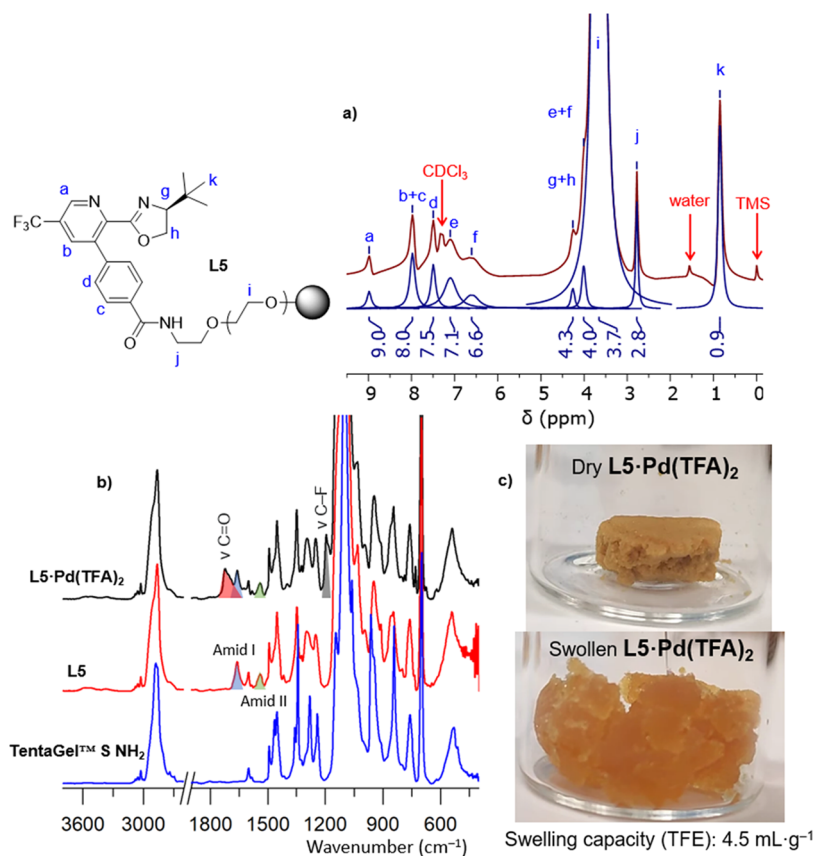 a)
i
k
e+f
j
g+h
CDCl₃
b+c
d
e
a
f
water
TMS
9.0
8.0
7.5
7.1
6.6
4.3
4.0
3.7
2.8
0.9
9 8 7 6 5 4 3 2 1 0
δ (ppm)
a
N
g
k
N
F₃C
O
h
b
L5
d
i
c
O
NH
O
O
j
b)
ν C=O
ν C–F
L5·Pd(TFA)₂
Amid I
L5
Amid II
TentaGel™ S NH₂
3600 3000 1800 1500 1200 900 600
Wavenumber (cm⁻¹)
c)
Dry L5·Pd(TFA)₂
Swollen L5·Pd(TFA)₂
Swelling capacity (TFE): 4.5 mL·g⁻¹